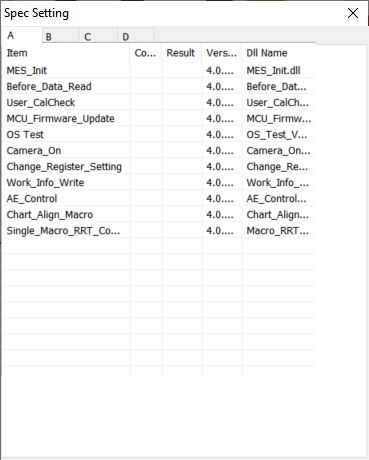 Spec Setting
A B C D
Item Co... Result Vers... Dll Name
MES_Init 4.0.... MES_Init.dll
Before_Data_Read 4.0.... Before_Dat...
User_CalCheck 4.0.... User_CalCh...
MCU_Firmware_Update 4.0.... MCU_Firmw...
OS Test 4.0.... OS_Test_V...
Camera_On 4.0.... Camera_On...
Change_Register_Setting 4.0.... Change_Re...
Work_Info_Write 4.0.... Work_Info_...
AE_Control 4.0.... AE_Control...
Chart_Align_Macro 4.0.... Chart_Align...
Single_Macro_RRT_Co... 4.0.... Macro_RRT...